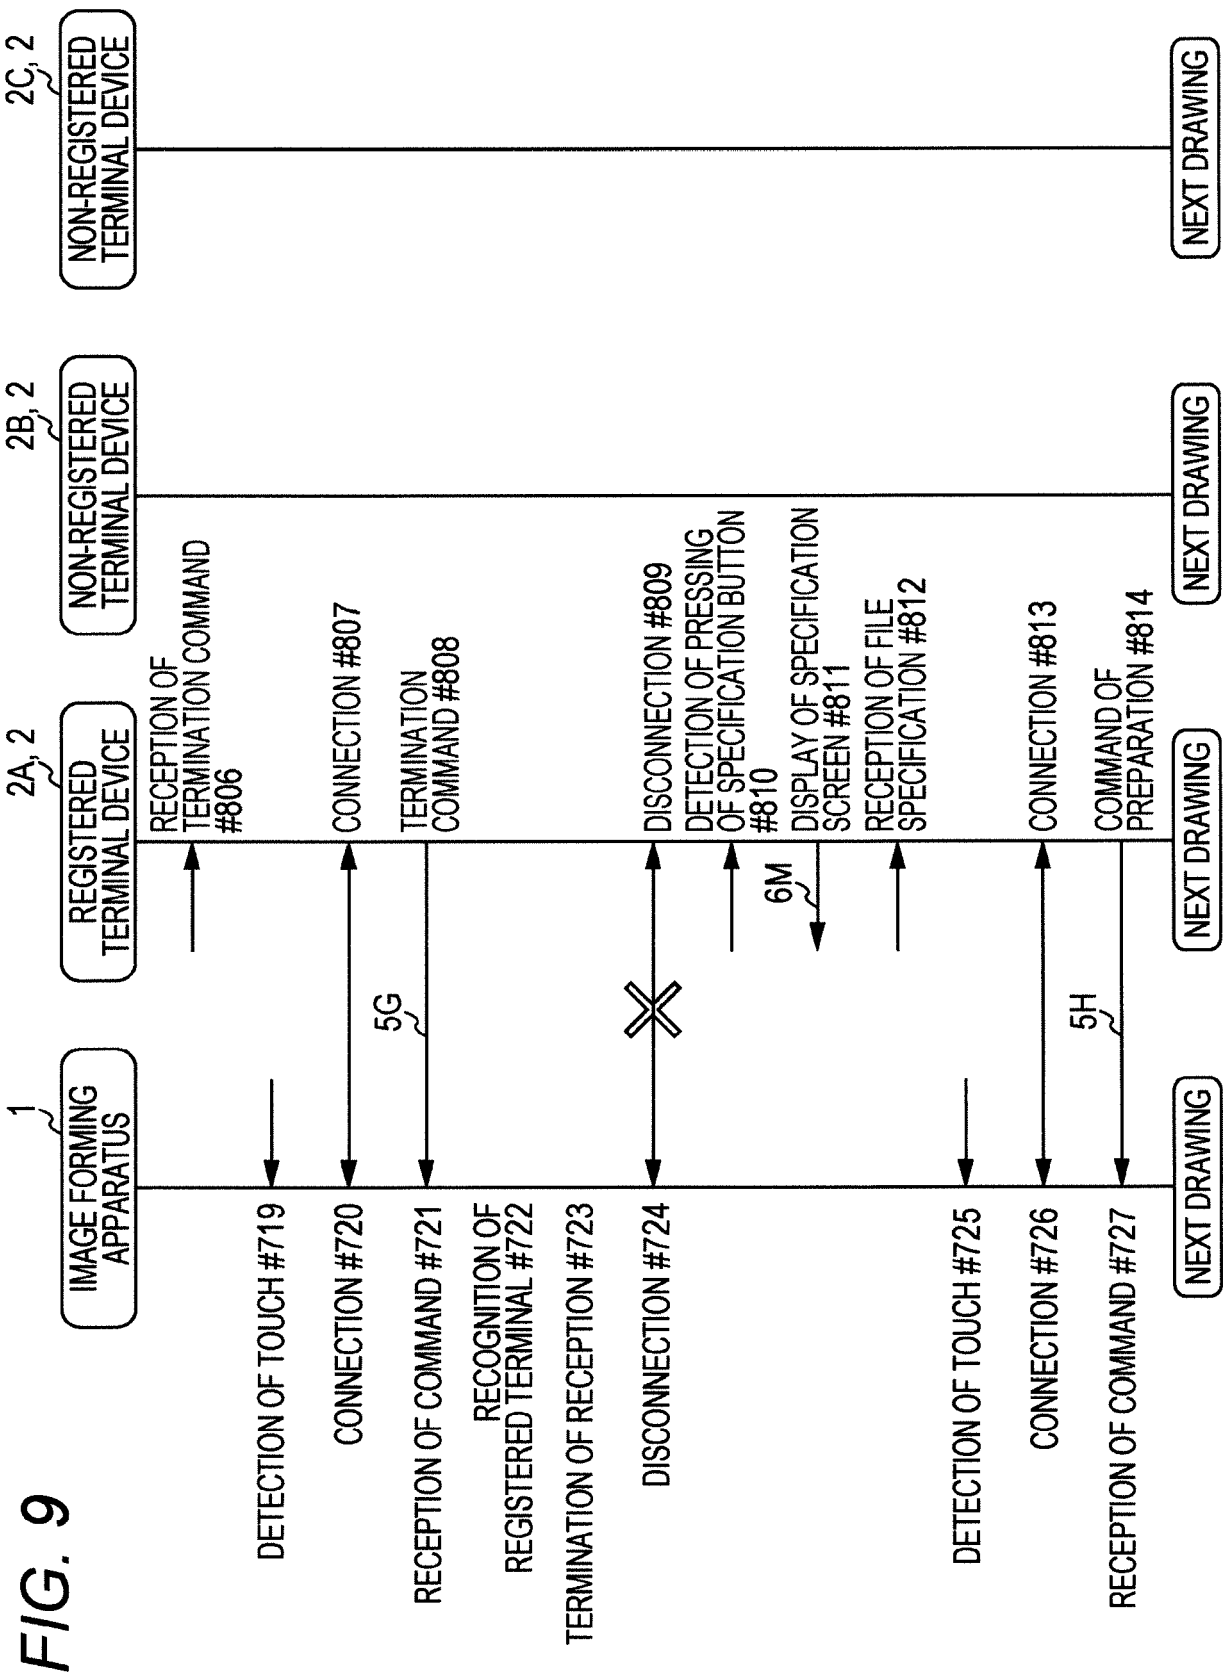 FIG. 9
1
IMAGE FORMING
APPARATUS
2A, 2
REGISTERED
TERMINAL DEVICE
2B, 2
NON-REGISTERED
TERMINAL DEVICE
2C, 2
NON-REGISTERED
TERMINAL DEVICE
RECEPTION OF
TERMINATION COMMAND
#806
DETECTION OF TOUCH #719
CONNECTION #720
CONNECTION #807
RECEPTION OF COMMAND #721
5G
TERMINATION
COMMAND #808
RECOGNITION OF
REGISTERED TERMINAL #722
TERMINATION OF RECEPTION #723
DISCONNECTION #724
DISCONNECTION #809
DETECTION OF PRESSING
OF SPECIFICATION BUTTON
#810
6M
DISPLAY OF SPECIFICATION
SCREEN #811
RECEPTION OF FILE
SPECIFICATION #812
DETECTION OF TOUCH #725
CONNECTION #726
CONNECTION #813
RECEPTION OF COMMAND #727
5H
COMMAND OF
PREPARATION #814
NEXT DRAWING
NEXT DRAWING
NEXT DRAWING
NEXT DRAWING